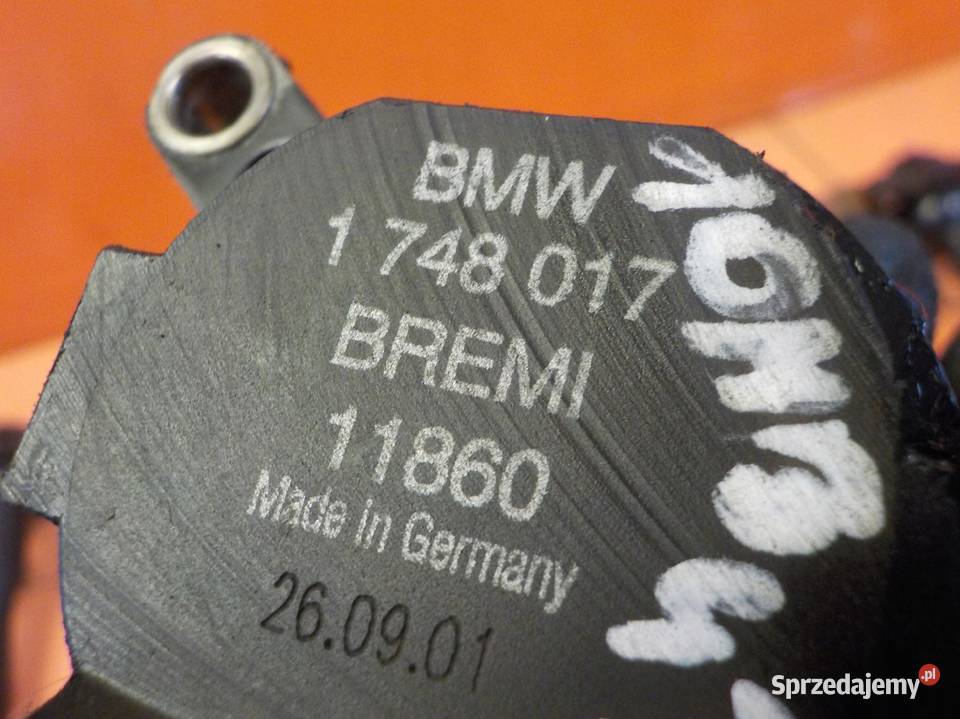 BMW
1 748 017
BREMI
11860
Made in Germany
26.09.01
Sprzedajemy.pl